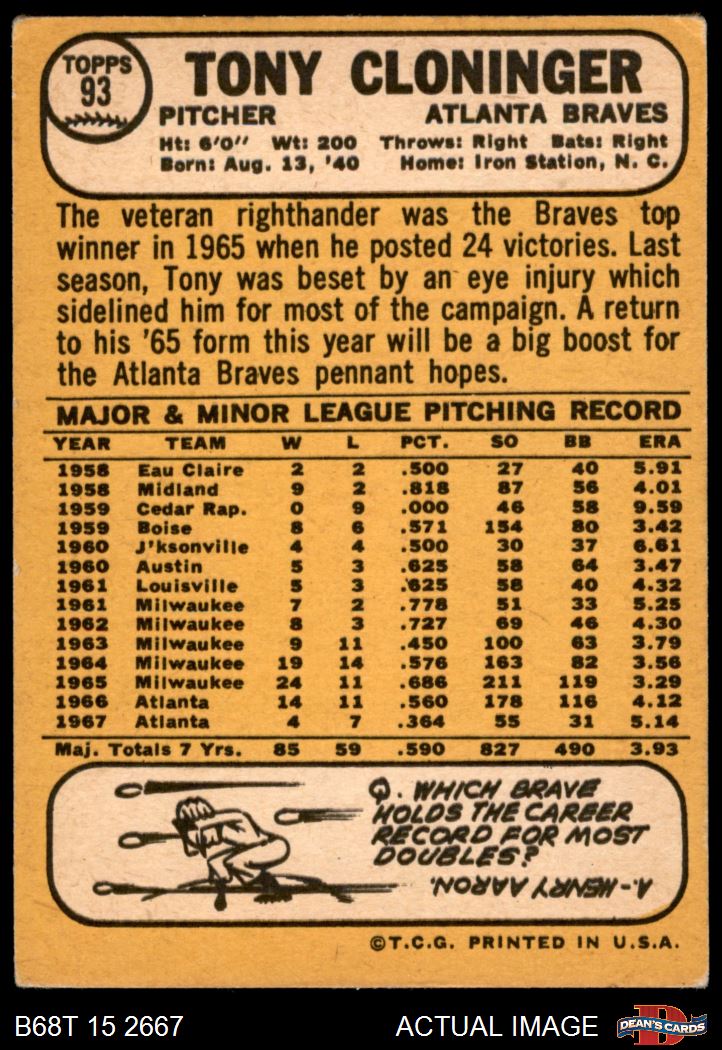 TOPPS
93
TONY CLONINGER
PITCHER ATLANTA BRAVES
Ht: 6'0" Wt: 200 Throws: Right Bats: Right
Born: Aug. 13, '40 Home: Iron Station, N. C.
The veteran righthander was the Braves top
winner in 1965 when he posted 24 victories. Last
season, Tony was beset by an eye injury which
sidelined him for most of the campaign. A return
to his '65 form this year will be a big boost for
the Atlanta Braves pennant hopes.
MAJOR & MINOR LEAGUE PITCHING RECORD
YEAR TEAM W L PCT. SO BB ERA
1958 Eau Claire 2 2 .500 27 40 5.91
1958 Midland 9 2 .818 87 56 4.01
1959 Cedar Rap. 0 9 .000 46 58 9.59
1959 Boise 8 6 .571 154 80 3.42
1960 J'ksonville 4 4 .500 30 37 6.61
1960 Austin 5 3 .625 58 64 3.47
1961 Louisville 5 3 .625 58 40 4.32
1961 Milwaukee 7 2 .778 51 33 5.25
1962 Milwaukee 8 3 .727 69 46 4.30
1963 Milwaukee 9 11 .450 100 63 3.79
1964 Milwaukee 19 14 .576 163 82 3.56
1965 Milwaukee 24 11 .686 211 119 3.29
1966 Atlanta 14 11 .560 178 116 4.12
1967 Atlanta 4 7 .364 55 31 5.14
Maj. Totals 7 Yrs. 85 59 .590 827 490 3.93
Q. WHICH BRAVE
HOLDS THE CAREER
RECORD FOR MOST
DOUBLES?
A-HENRY AARON.
©T.C.G. PRINTED IN U.S.A.
B68T 15 2667 ACTUAL IMAGE D DEAN'S CARDS